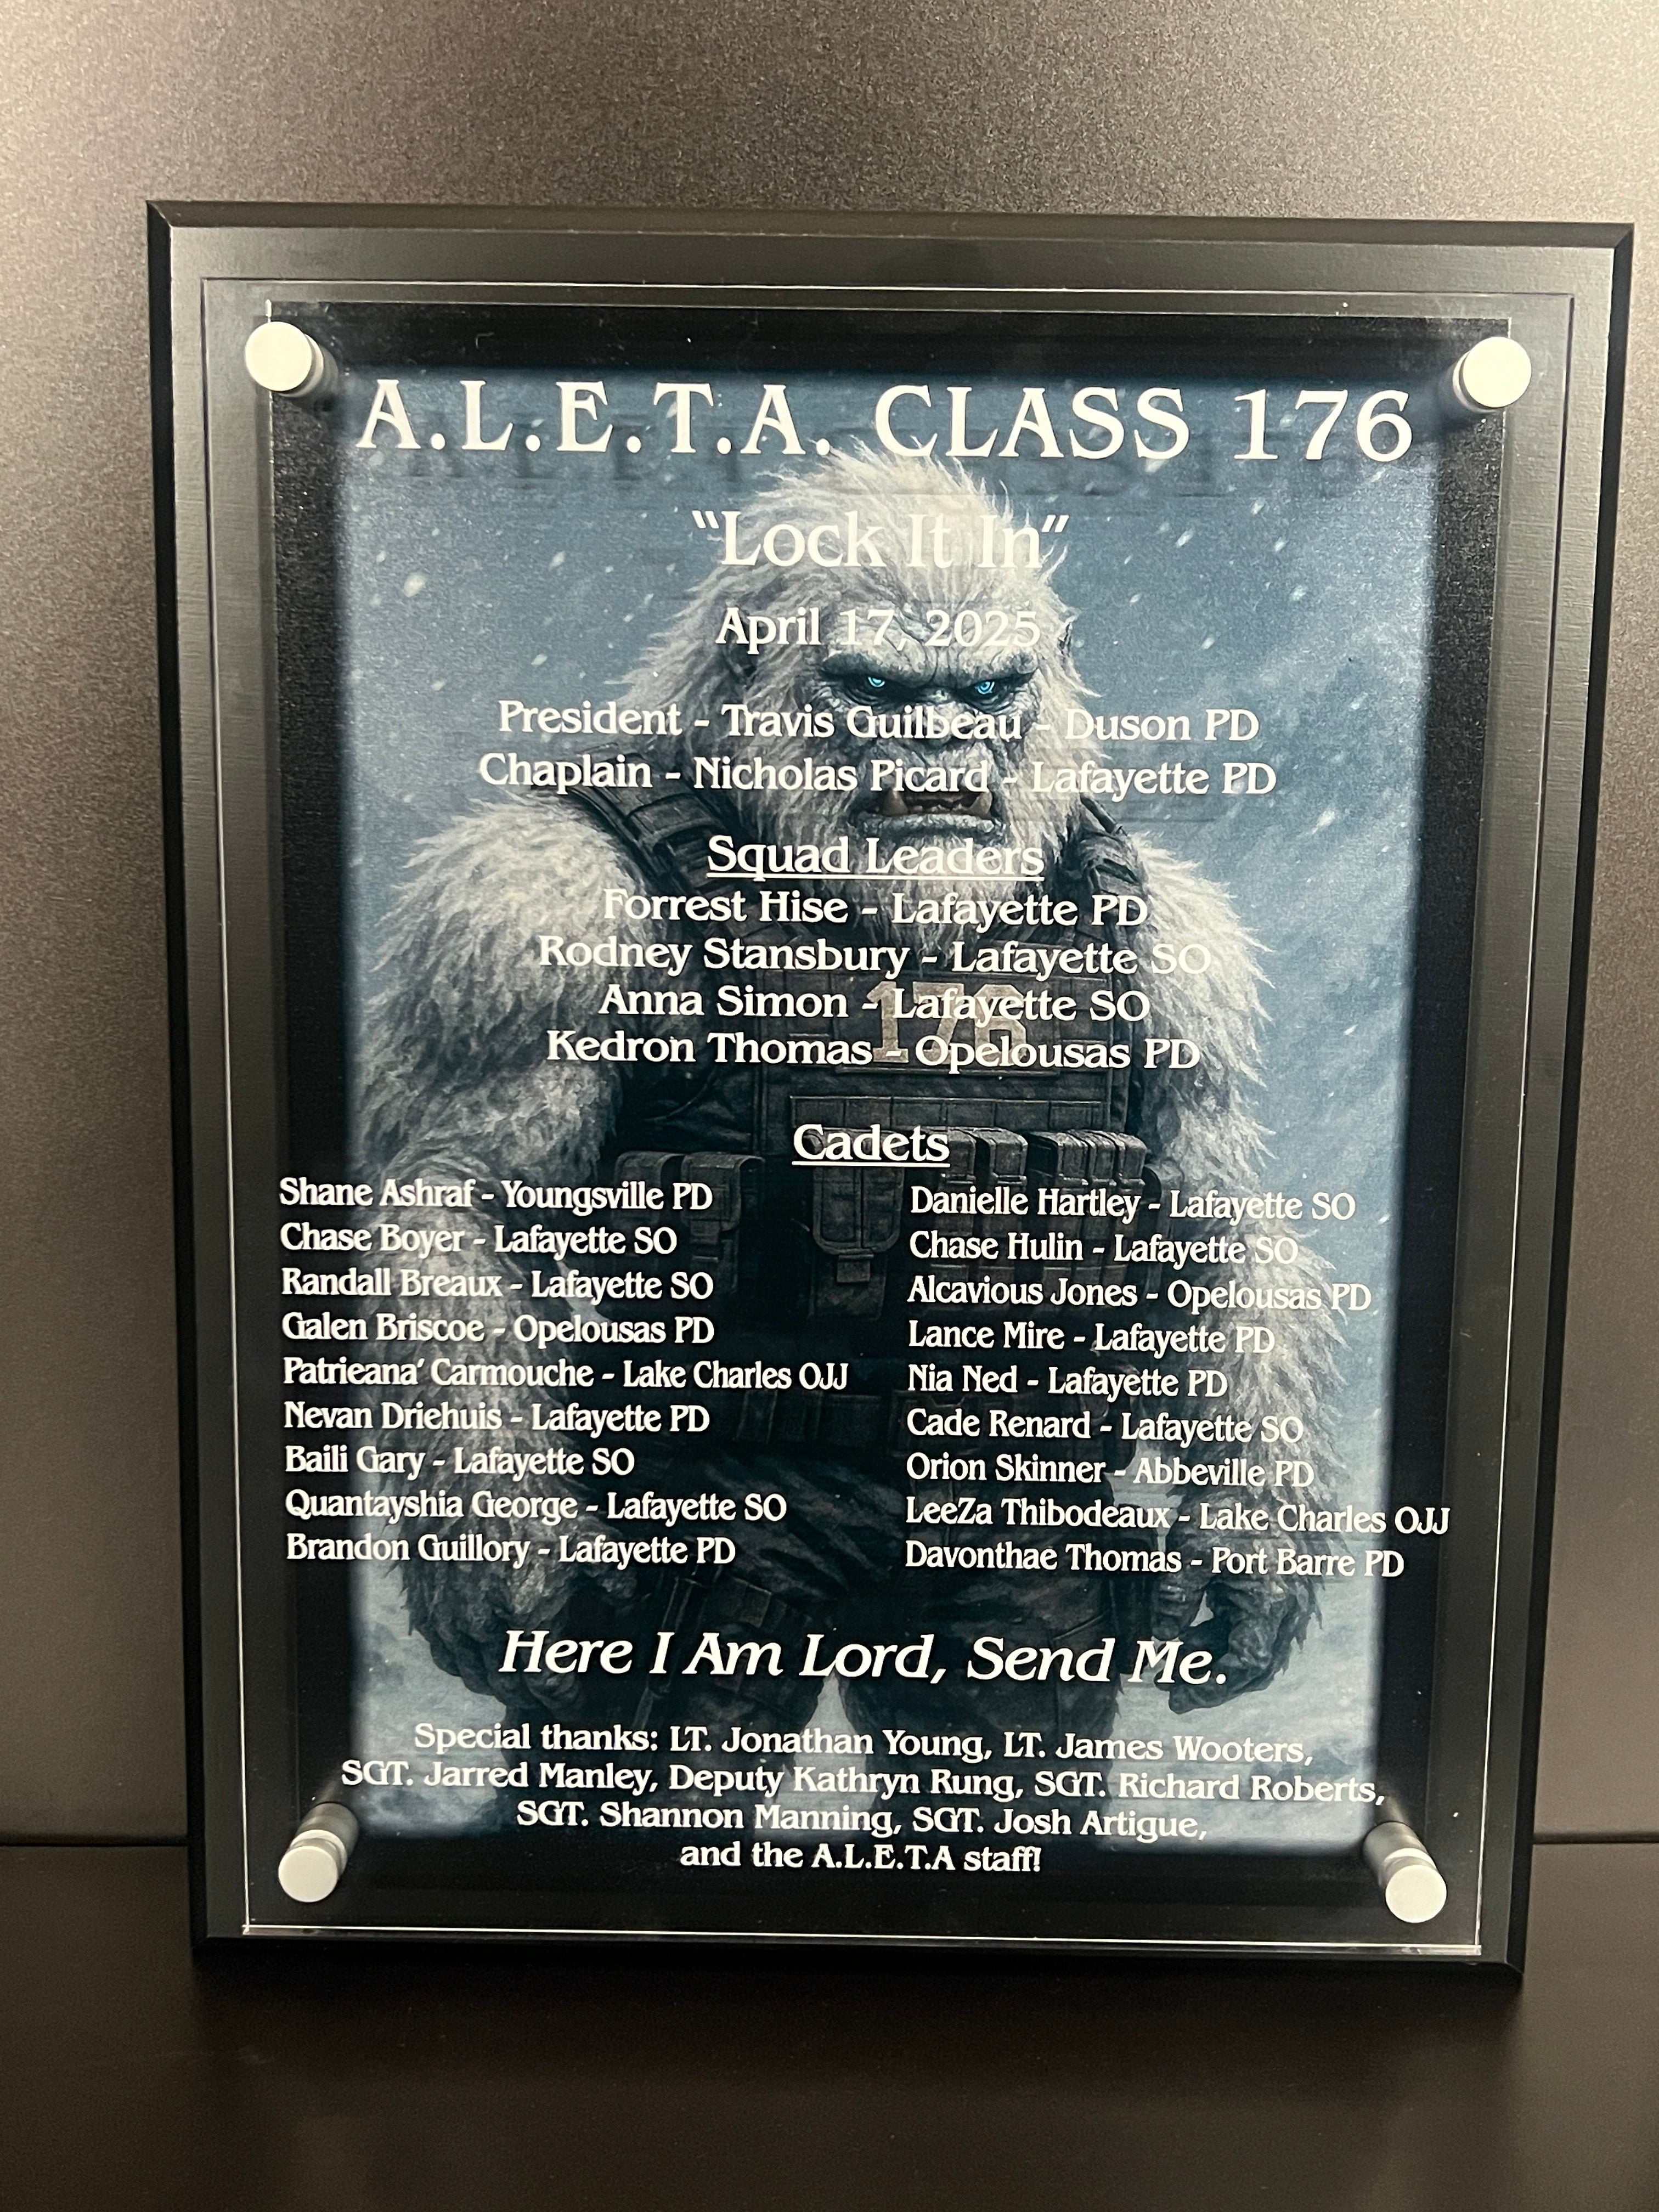 A.L.E.T.A. CLASS 176
"Lock It In"
April 17, 2025
President - Travis Guilbeau - Duson PD
Chaplain - Nicholas Picard - Lafayette PD
Squad Leaders
Forrest Hise - Lafayette PD
Rodney Stansbury - Lafayette SO
Anna Simon - Lafayette SO
176
Kedron Thomas - Opelousas PD
Cadets
Shane Ashraf - Youngsville PD
Chase Boyer - Lafayette SO
Randall Breaux - Lafayette SO
Galen Briscoe - Opelousas PD
Patrieana' Carmouche - Lake Charles OJJ
Nevan Driehuis - Lafayette PD
Baili Gary - Lafayette SO
Quantayshia George - Lafayette SO
Brandon Guillory - Lafayette PD
Danielle Hartley - Lafayette SO
Chase Hulin - Lafayette SO
Alcavious Jones - Opelousas PD
Lance Mire - Lafayette PD
Nia Ned - Lafayette PD
Cade Renard - Lafayette SO
Orion Skinner - Abbeville PD
LeeZa Thibodeaux - Lake Charles OJJ
Davonthae Thomas - Port Barre PD
Here I Am Lord, Send Me.
Special thanks: LT. Jonathan Young, LT. James Wooters,
SGT. Jarred Manley, Deputy Kathryn Rung, SGT. Richard Roberts,
SGT. Shannon Manning, SGT. Josh Artigue,
and the A.L.E.T.A staff!